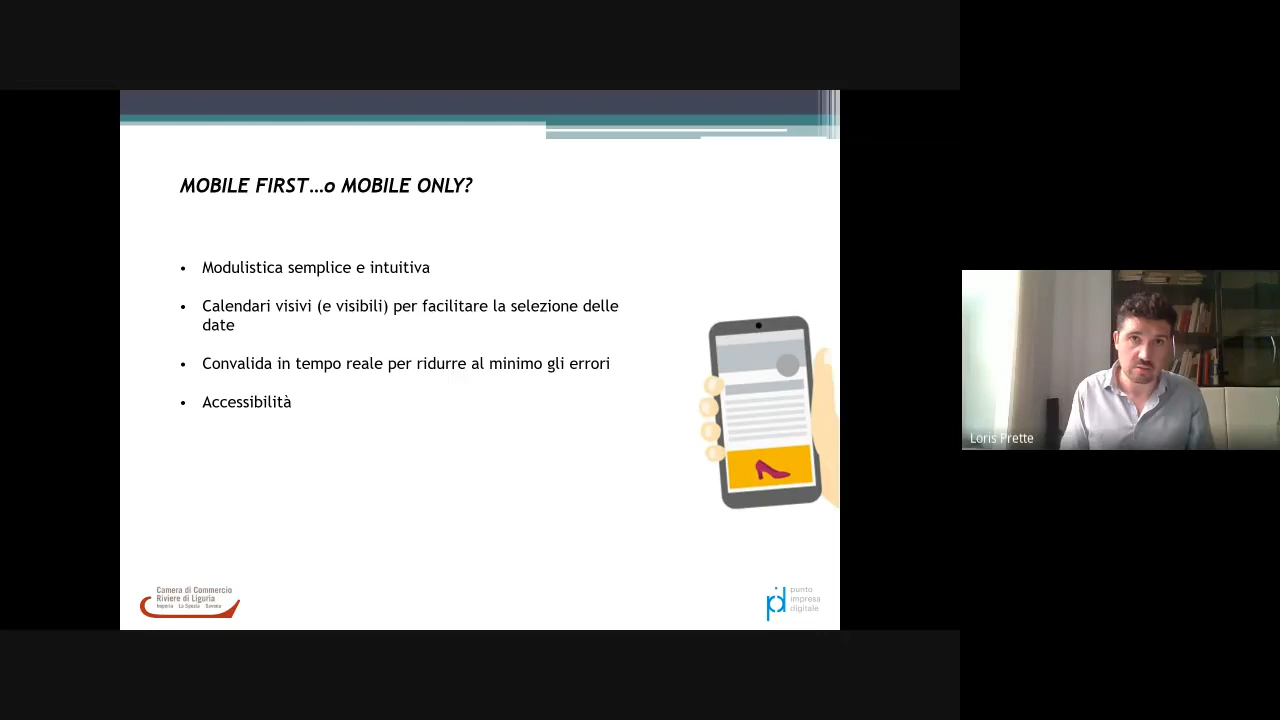 MOBILE FIRST...o MOBILE ONLY?
• Modulistica semplice e intuitiva
• Calendari visivi (e visibili) per facilitare la selezione delle
date
• Convalida in tempo reale per ridurre al minimo gli errori
• Accessibilità
Loris Prette
Camera di Commercio
Riviere di Liguria
Imperia La Spezia Savona
pid
punto
impresa
digitale